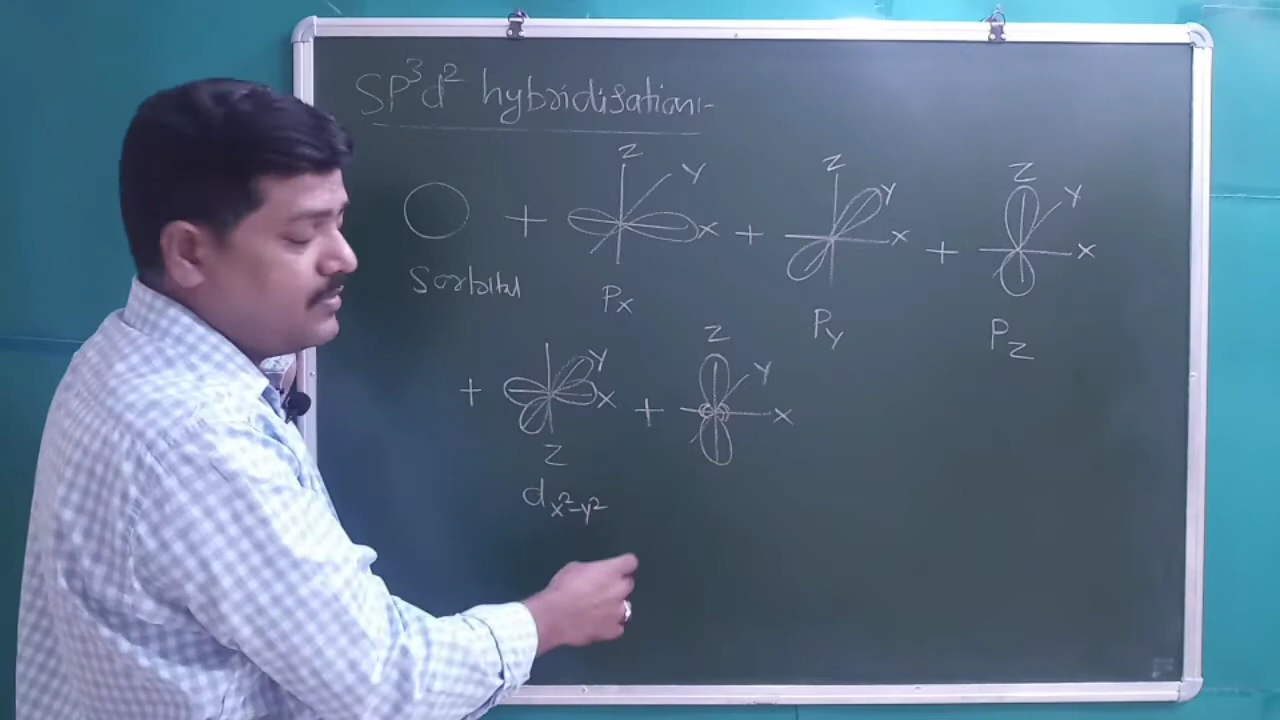 SP³d² hybridisation:-
Z Y X + Z Y X + Z Y X +
S orbital Px Py Pz
+ Y X Z + Z Y X
dx²-y²